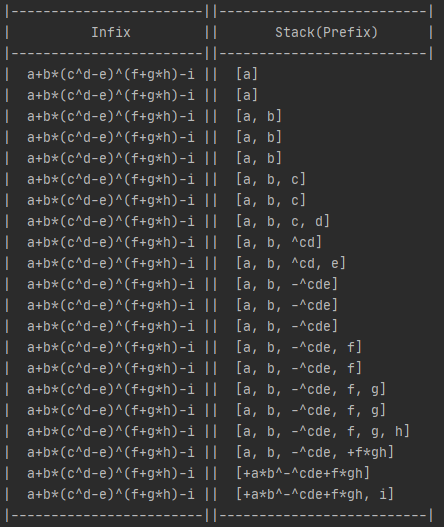 |-----------------------||-------------------------|
|         Infix         ||      Stack(Prefix)      |
|-----------------------||-------------------------|
|  a+b*(c^d-e)^(f+g*h)-i ||  [a]
|  a+b*(c^d-e)^(f+g*h)-i ||  [a]
|  a+b*(c^d-e)^(f+g*h)-i ||  [a, b]
|  a+b*(c^d-e)^(f+g*h)-i ||  [a, b]
|  a+b*(c^d-e)^(f+g*h)-i ||  [a, b]
|  a+b*(c^d-e)^(f+g*h)-i ||  [a, b, c]
|  a+b*(c^d-e)^(f+g*h)-i ||  [a, b, c]
|  a+b*(c^d-e)^(f+g*h)-i ||  [a, b, c, d]
|  a+b*(c^d-e)^(f+g*h)-i ||  [a, b, ^cd]
|  a+b*(c^d-e)^(f+g*h)-i ||  [a, b, ^cd, e]
|  a+b*(c^d-e)^(f+g*h)-i ||  [a, b, -^cde]
|  a+b*(c^d-e)^(f+g*h)-i ||  [a, b, -^cde]
|  a+b*(c^d-e)^(f+g*h)-i ||  [a, b, -^cde]
|  a+b*(c^d-e)^(f+g*h)-i ||  [a, b, -^cde, f]
|  a+b*(c^d-e)^(f+g*h)-i ||  [a, b, -^cde, f]
|  a+b*(c^d-e)^(f+g*h)-i ||  [a, b, -^cde, f, g]
|  a+b*(c^d-e)^(f+g*h)-i ||  [a, b, -^cde, f, g]
|  a+b*(c^d-e)^(f+g*h)-i ||  [a, b, -^cde, f, g, h]
|  a+b*(c^d-e)^(f+g*h)-i ||  [a, b, -^cde, +f*gh]
|  a+b*(c^d-e)^(f+g*h)-i ||  [+a*b^-^cde+f*gh]
|  a+b*(c^d-e)^(f+g*h)-i ||  [+a*b^-^cde+f*gh, i]
|-----------------------||-------------------------|